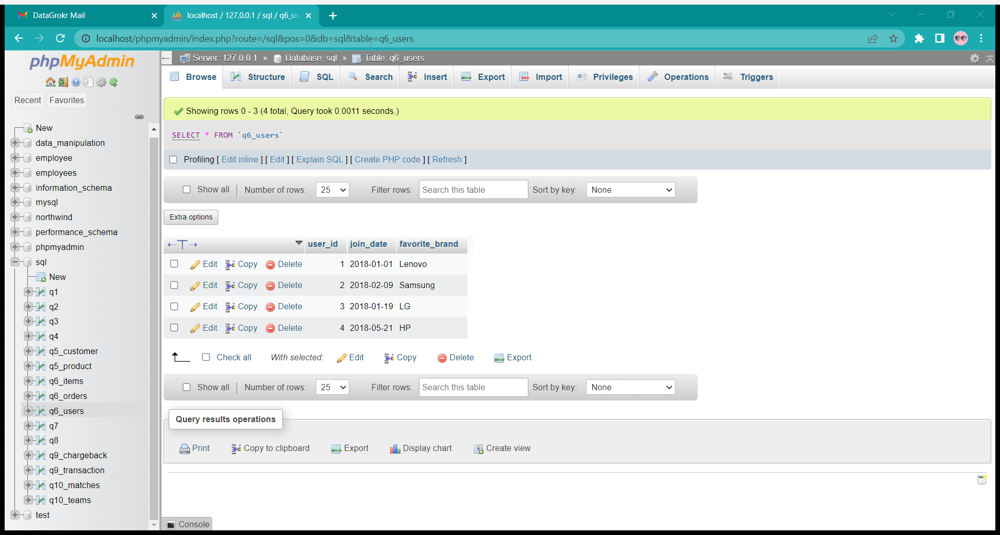 DataGrokr Mail
localhost / 127.0.0.1 / sql / q6_us
localhost/phpmyadmin/index.php?route=/sql&pos=0&db=sql&table=q6_users
phpMyAdmin
Recent Favorites
New
data_manipulation
employee
employees
information_schema
mysql
northwind
performance_schema
phpmyadmin
sql
New
q1
q2
q3
q4
q5_customer
q5_product
q6_items
q6_orders
q6_users
q7
q8
q9_chargeback
q9_transaction
q10_matches
q10_teams
test
Server: 127.0.0.1 » Database: sql » Table: q6_users
Browse Structure SQL Search Insert Export Import Privileges Operations Triggers
Showing rows 0 - 3 (4 total, Query took 0.0011 seconds.)
SELECT * FROM `q6_users`
Profiling [ Edit inline ] [ Edit ] [ Explain SQL ] [ Create PHP code ] [ Refresh ]
Show all Number of rows: 25 Filter rows: Search this table Sort by key: None
Extra options
←T→ user_id join_date favorite_brand
Edit Copy Delete 1 2018-01-01 Lenovo
Edit Copy Delete 2 2018-02-09 Samsung
Edit Copy Delete 3 2018-01-19 LG
Edit Copy Delete 4 2018-05-21 HP
Check all With selected: Edit Copy Delete Export
Show all Number of rows: 25 Filter rows: Search this table Sort by key: None
Query results operations
Print Copy to clipboard Export Display chart Create view
Console